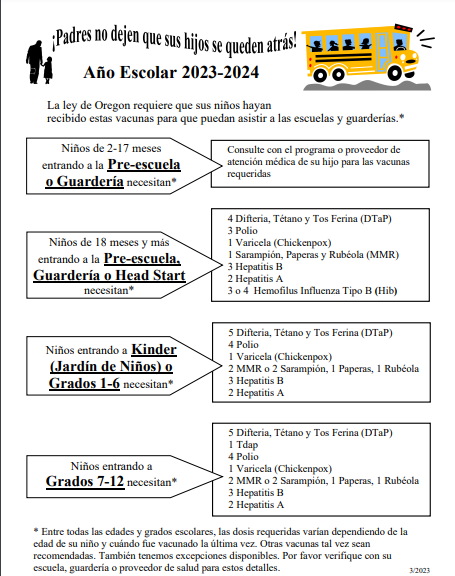 ¡Padres no dejen que sus hijos se queden atrás!
Año Escolar 2023-2024
La ley de Oregon requiere que sus niños hayan
recibido estas vacunas para que puedan asistir a las escuelas y guarderías.*
Niños de 2-17 meses
entrando a la Pre-escuela
o Guardería necesitan*
Consulte con el programa o proveedor de
atención médica de su hijo para las vacunas
requeridas
Niños de 18 meses y más
entrando a la Pre-escuela,
Guardería o Head Start
necesitan*
4 Difteria, Tétano y Tos Ferina (DTaP)
3 Polio
1 Varicela (Chickenpox)
1 Sarampión, Paperas y Rubéola (MMR)
3 Hepatitis B
2 Hepatitis A
3 o 4 Hemofilus Influenza Tipo B (Hib)
Niños entrando a Kinder
(Jardín de Niños) o
Grados 1-6 necesitan*
5 Difteria, Tétano y Tos Ferina (DTaP)
4 Polio
1 Varicela (Chickenpox)
2 MMR o 2 Sarampión, 1 Paperas, 1 Rubéola
3 Hepatitis B
2 Hepatitis A
Niños entrando a
Grados 7-12 necesitan*
5 Difteria, Tétano y Tos Ferina (DTaP)
1 Tdap
4 Polio
1 Varicela (Chickenpox)
2 MMR o 2 Sarampión, 1 Paperas, 1 Rubéola
3 Hepatitis B
2 Hepatitis A
* Entre todas las edades y grados escolares, las dosis requeridas varían dependiendo de la
edad de su niño y cuándo fue vacunado la última vez. Otras vacunas tal vez sean
recomendadas. También tenemos excepciones disponibles. Por favor verifique con su
escuela, guardería o proveedor de salud para estos detalles.
3/2023